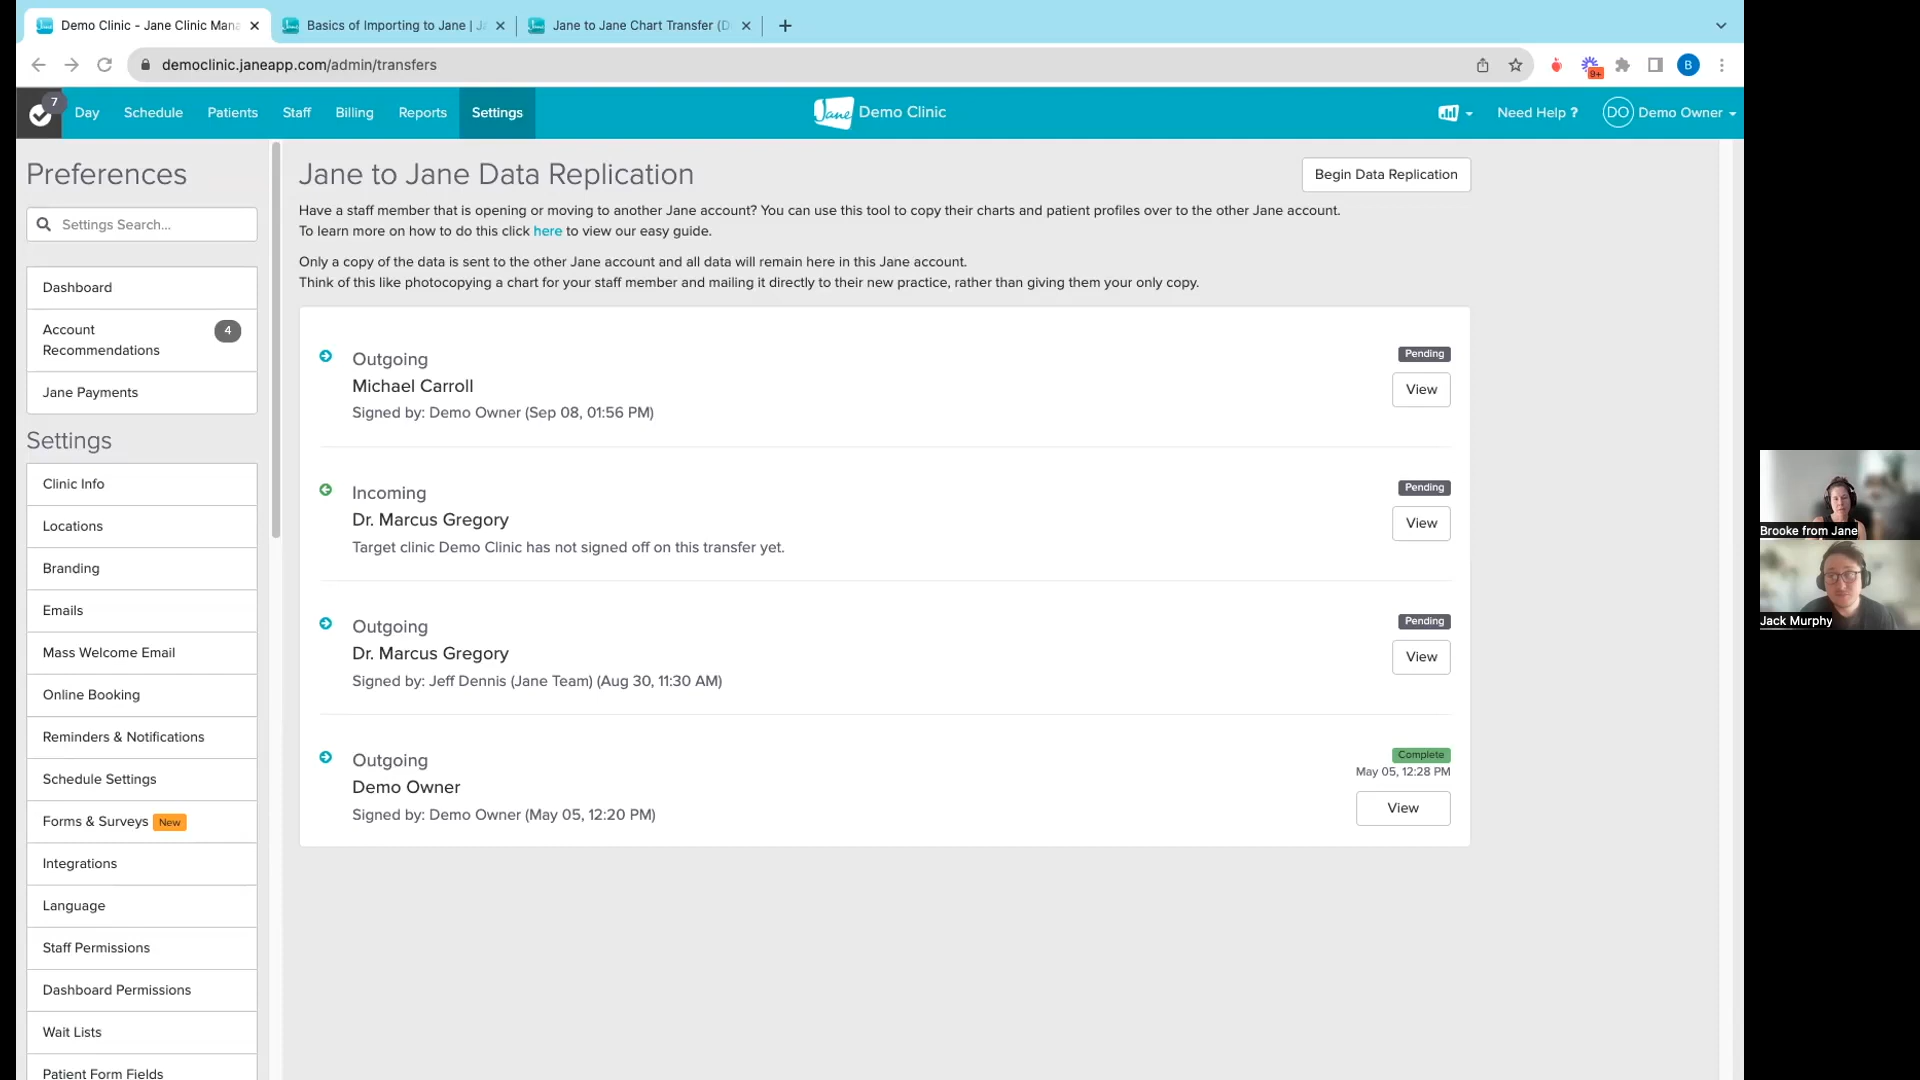 Demo Clinic - Jane Clinic Mana
Basics of Importing to Jane | Ja
Jane to Jane Chart Transfer (D
democlinic.janeapp.com/admin/transfers
9+
B
7
Day
Schedule
Patients
Staff
Billing
Reports
Settings
Jane
Demo Clinic
Need Help ?
DO
Demo Owner
Preferences
Settings Search...
Dashboard
Account
Recommendations
4
Jane Payments
Settings
Clinic Info
Locations
Branding
Emails
Mass Welcome Email
Online Booking
Reminders & Notifications
Schedule Settings
Forms & Surveys New
Integrations
Language
Staff Permissions
Dashboard Permissions
Wait Lists
Patient Form Fields
Jane to Jane Data Replication
Begin Data Replication
Have a staff member that is opening or moving to another Jane account? You can use this tool to copy their charts and patient profiles over to the other Jane account.
To learn more on how to do this click here to view our easy guide.
Only a copy of the data is sent to the other Jane account and all data will remain here in this Jane account.
Think of this like photocopying a chart for your staff member and mailing it directly to their new practice, rather than giving them your only copy.
Outgoing
Michael Carroll
Signed by: Demo Owner (Sep 08, 01:56 PM)
Pending
View
Incoming
Dr. Marcus Gregory
Target clinic Demo Clinic has not signed off on this transfer yet.
Pending
View
Outgoing
Dr. Marcus Gregory
Signed by: Jeff Dennis (Jane Team) (Aug 30, 11:30 AM)
Pending
View
Outgoing
Demo Owner
Signed by: Demo Owner (May 05, 12:20 PM)
Complete
May 05, 12:28 PM
View
Brooke from Jane
Jack Murphy